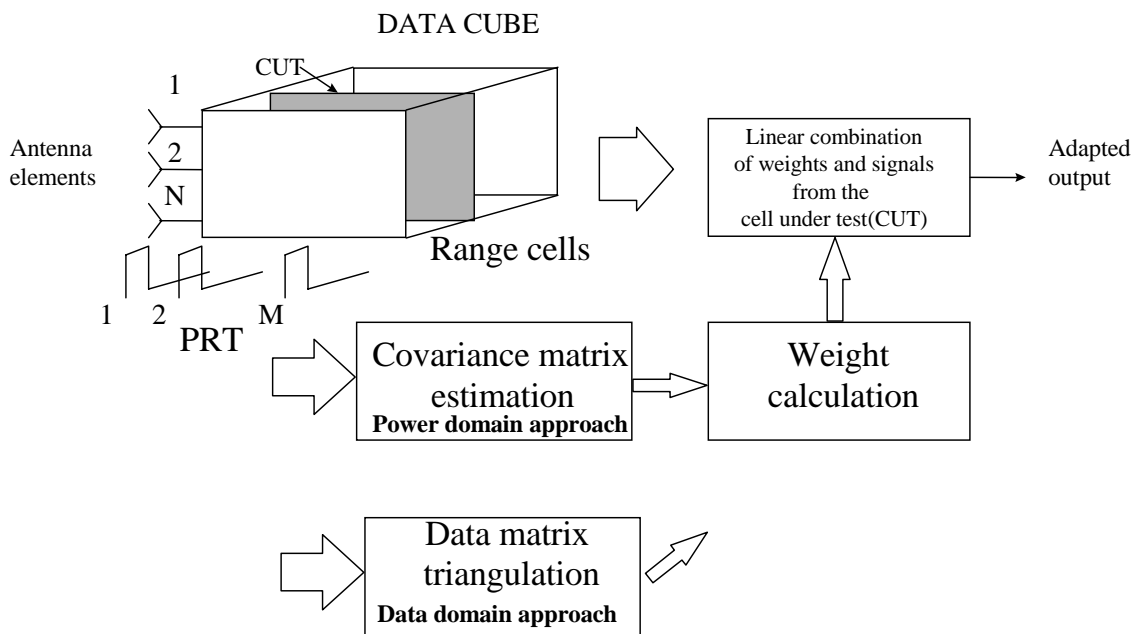 DATA CUBE
CUT
1
2
N
Antenna
elements
Range cells
1 2 M
PRT
Linear combination
of weights and signals
from the
cell under test(CUT)
Adapted
output
Covariance matrix
estimation
Power domain approach
Weight
calculation
Data matrix
triangulation
Data domain approach